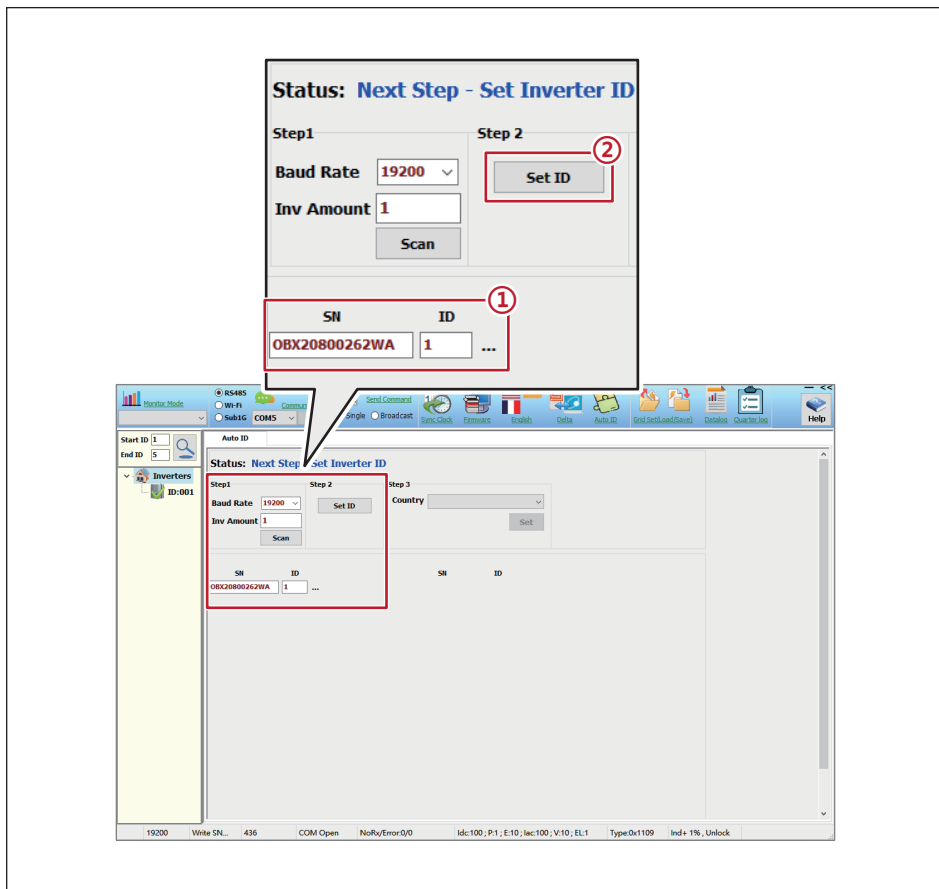 Status: Next Step - Set Inverter ID
Step1 Step 2
②
Baud Rate 19200 Set ID
Inv Amount 1
Scan
①
SN ID
OBX20800262WA 1 ...
Monitor Mode
RS485
Wi-Fi
Sub1G COM5
Send Command
Single Broadcast
Sync Clock Firmware English Delta Auto ID Grid Set(Load/Save) Datalog Quarter log
— <<
Help
Start ID 1
End ID 5
Inverters
ID:001
Auto ID
Status: Next Step Set Inverter ID
Step1 Step 2 Step 3
Baud Rate 19200 Set ID Country
Inv Amount 1 Set
Scan
SN ID SN ID
OBX20800262WA 1 ...
19200 Write SN... 436 COM Open NoRx/Error:0/0 Idc:100 ; P:1 ; E:10 ; Iac:100 ; V:10 ; EL:1 Type:0x1109 Ind+ 1% , Unlock